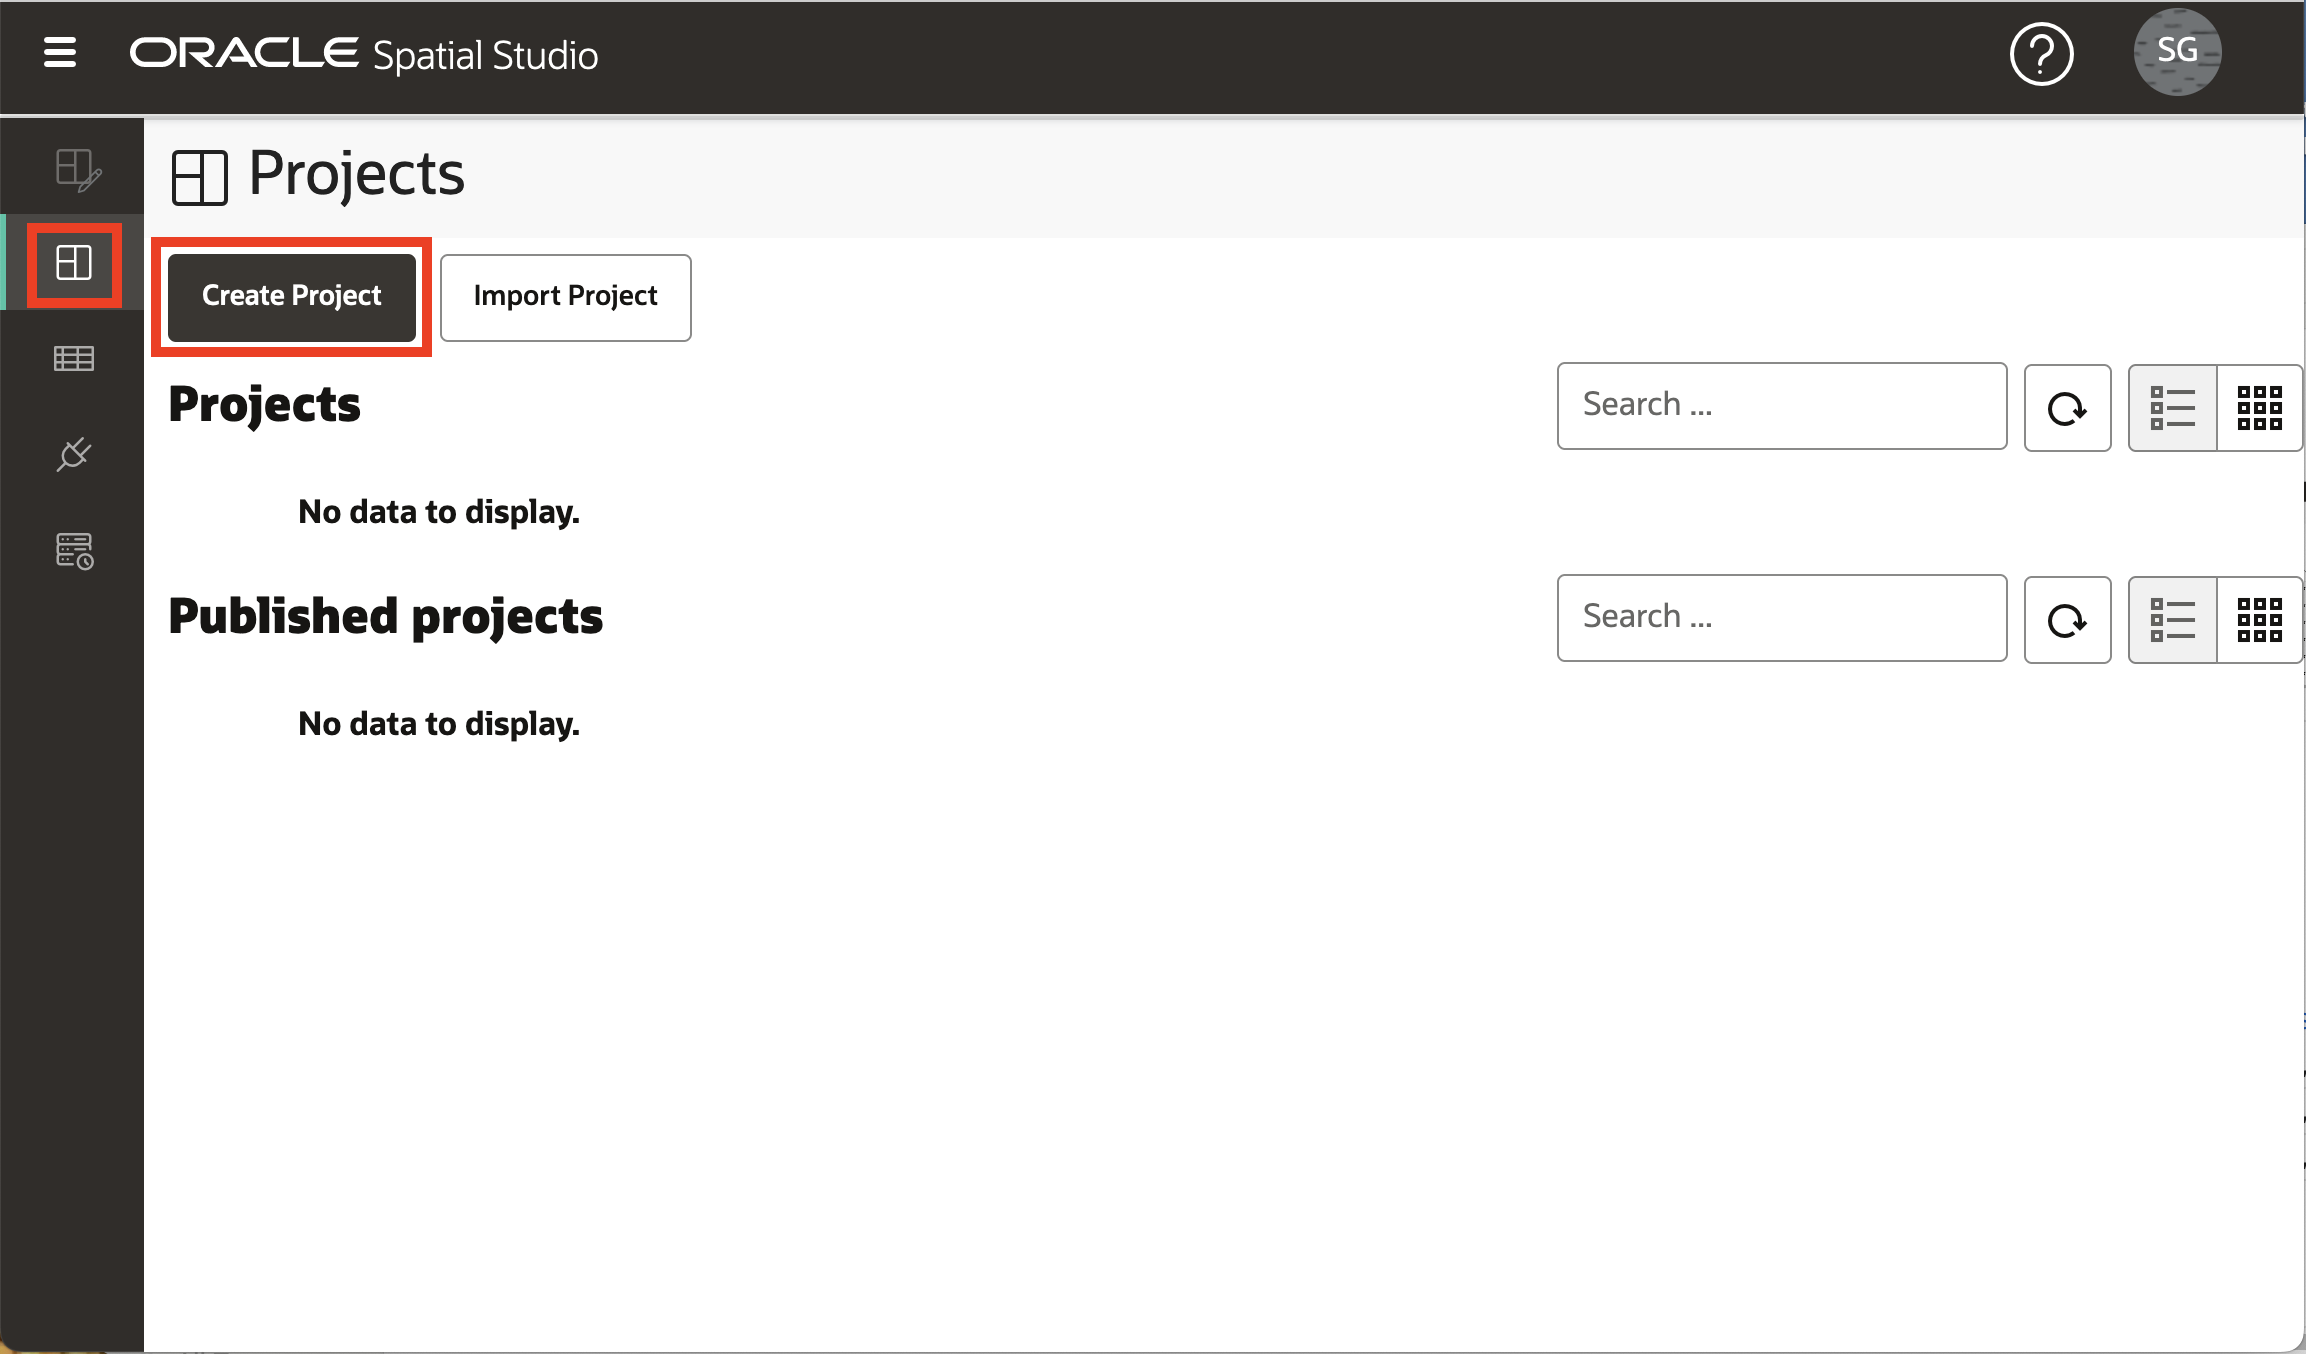 ORACLE Spatial Studio
SG
Projects
Create Project
Import Project
Projects
Search ...
No data to display.
Published projects
Search ...
No data to display.